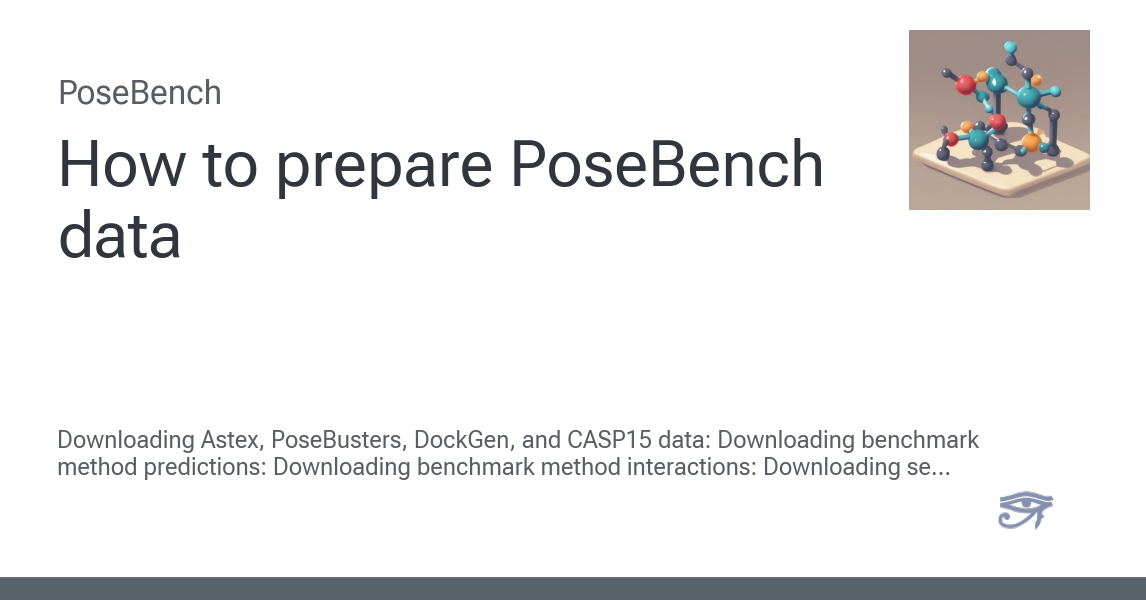 PoseBench
How to prepare PoseBench
data
Downloading Astex, PoseBusters, DockGen, and CASP15 data: Downloading benchmark
method predictions: Downloading benchmark method interactions: Downloading se...